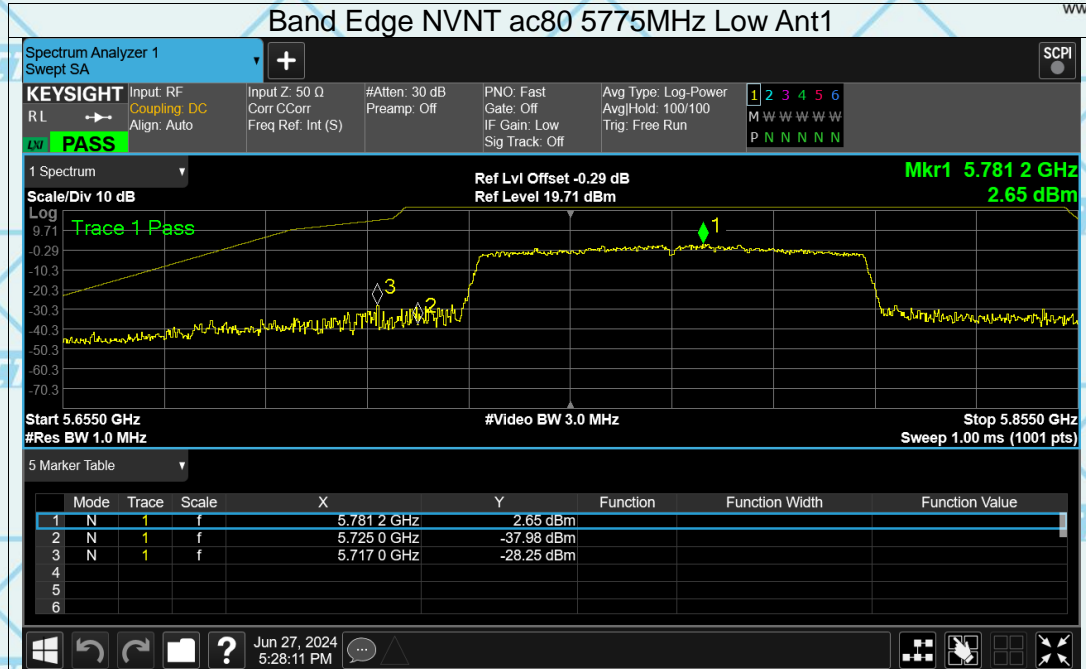 Band Edge NVNT ac80 5775MHz Low Ant1
Spectrum Analyzer 1
Swept SA
+
SCPI
KEYSIGHT
RL
LXI PASS
Input: RF
Coupling: DC
Align: Auto
Input Z: 50 Ω
Corr CCorr
Freq Ref: Int (S)
#Atten: 30 dB
Preamp: Off
PNO: Fast
Gate: Off
IF Gain: Low
Sig Track: Off
Avg Type: Log-Power
Avg|Hold: 100/100
Trig: Free Run
1 2 3 4 5 6
M W W W W W
P N N N N N
1 Spectrum
Scale/Div 10 dB
Ref Lvl Offset -0.29 dB
Ref Level 19.71 dBm
Mkr1 5.781 2 GHz
2.65 dBm
Log
Trace 1 Pass
9.71
-0.29
-10.3
-20.3
-30.3
-40.3
-50.3
-60.3
-70.3
1
3
2
Start 5.6550 GHz
#Video BW 3.0 MHz
Stop 5.8550 GHz
#Res BW 1.0 MHz
Sweep 1.00 ms (1001 pts)
5 Marker Table
Mode Trace Scale X Y Function Function Width Function Value
1 N 1 f 5.781 2 GHz 2.65 dBm
2 N 1 f 5.725 0 GHz -37.98 dBm
3 N 1 f 5.717 0 GHz -28.25 dBm
4
5
6
?
Jun 27, 2024
5:28:11 PM